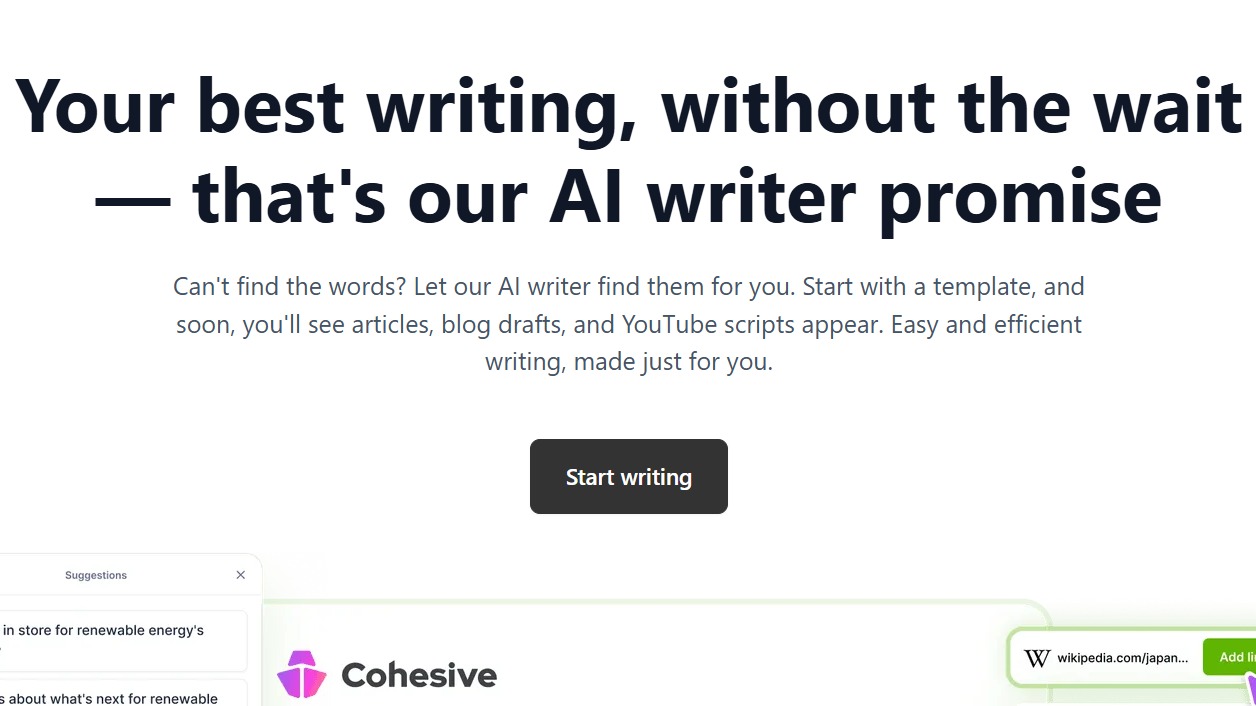 Your best writing, without the wait
— that's our AI writer promise
Can't find the words? Let our AI writer find them for you. Start with a template, and
soon, you'll see articles, blog drafts, and YouTube scripts appear. Easy and efficient
writing, made just for you.
Start writing
Suggestions
in store for renewable energy's
about what's next for renewable
Cohesive
W wikipedia.com/japan...
Add